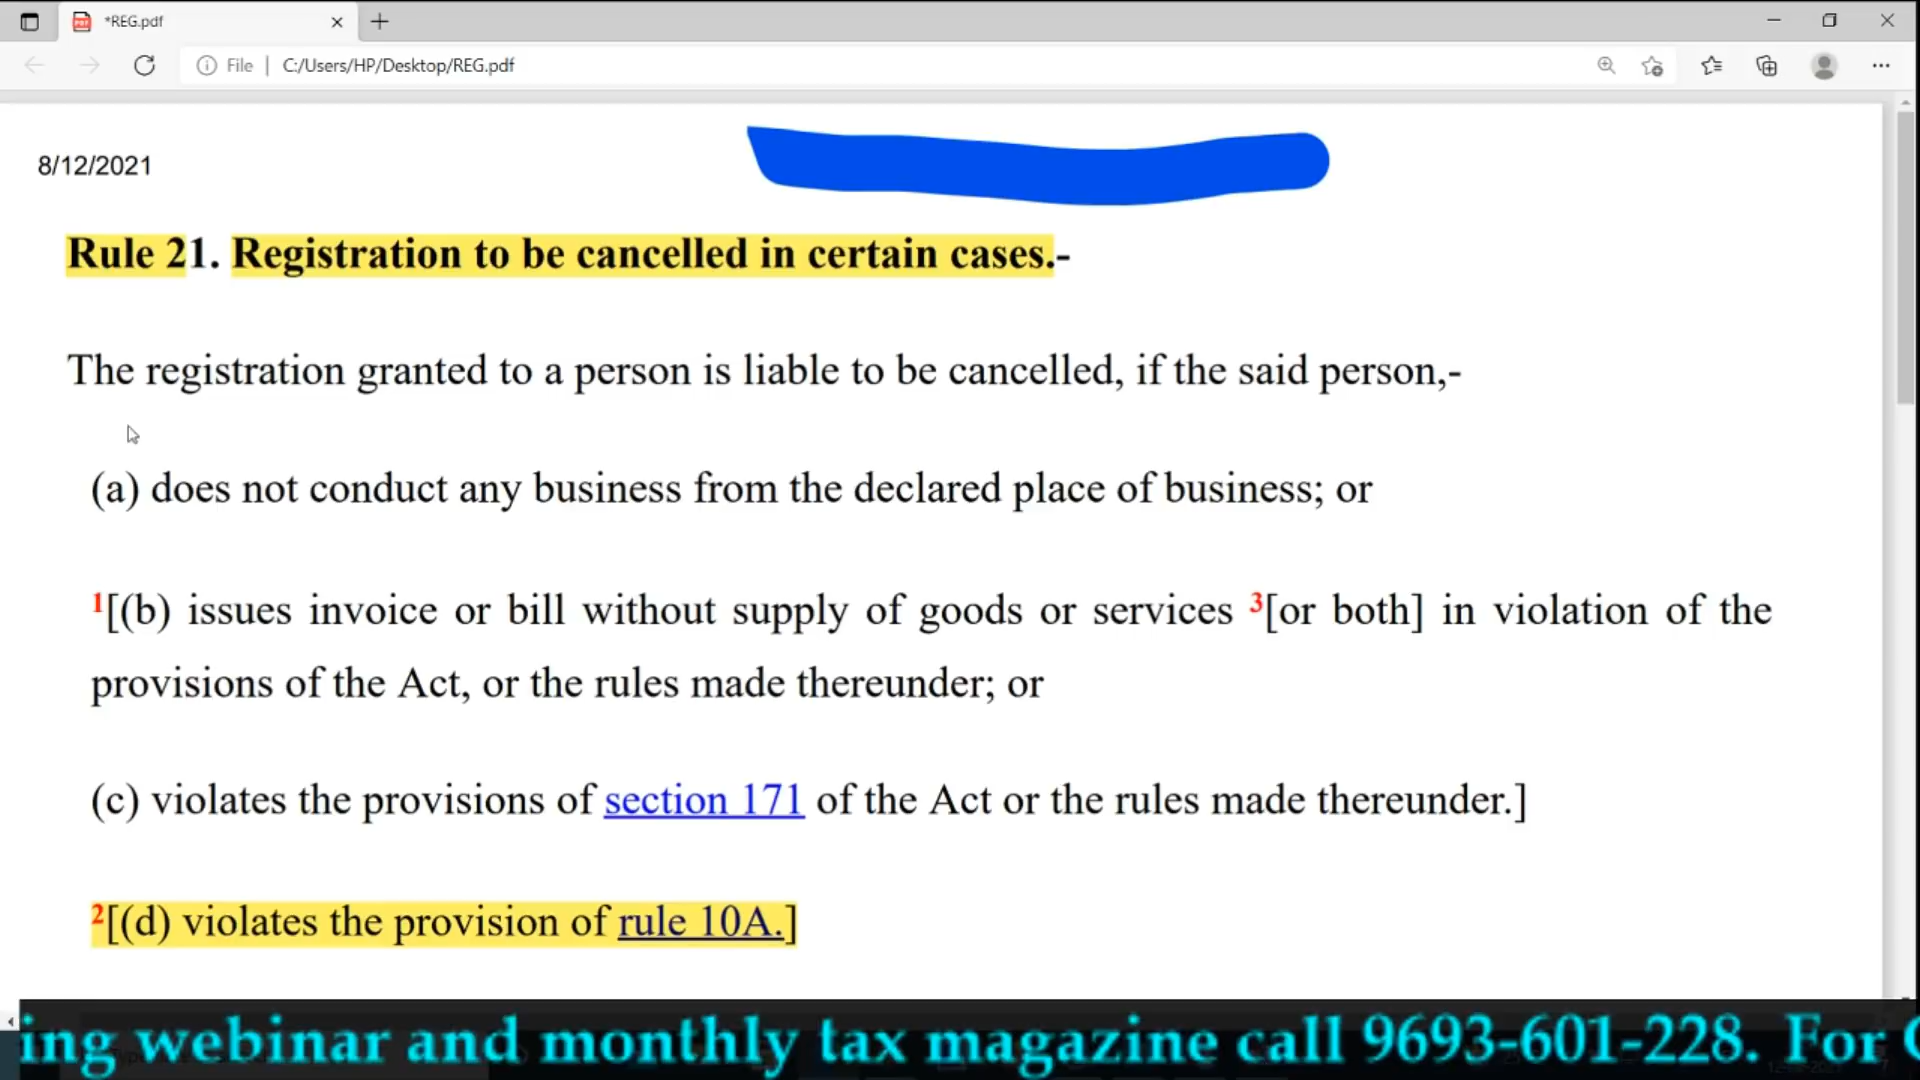 *REG.pdf
File | C:/Users/HP/Desktop/REG.pdf
8/12/2021
Rule 21. Registration to be cancelled in certain cases.-
The registration granted to a person is liable to be cancelled, if the said person,-
(a) does not conduct any business from the declared place of business; or
1[(b) issues invoice or bill without supply of goods or services 3[or both] in violation of the
provisions of the Act, or the rules made thereunder; or
(c) violates the provisions of section 171 of the Act or the rules made thereunder.]
2[(d) violates the provision of rule 10A.]
ing webinar and monthly tax magazine call 9693-601-228. For